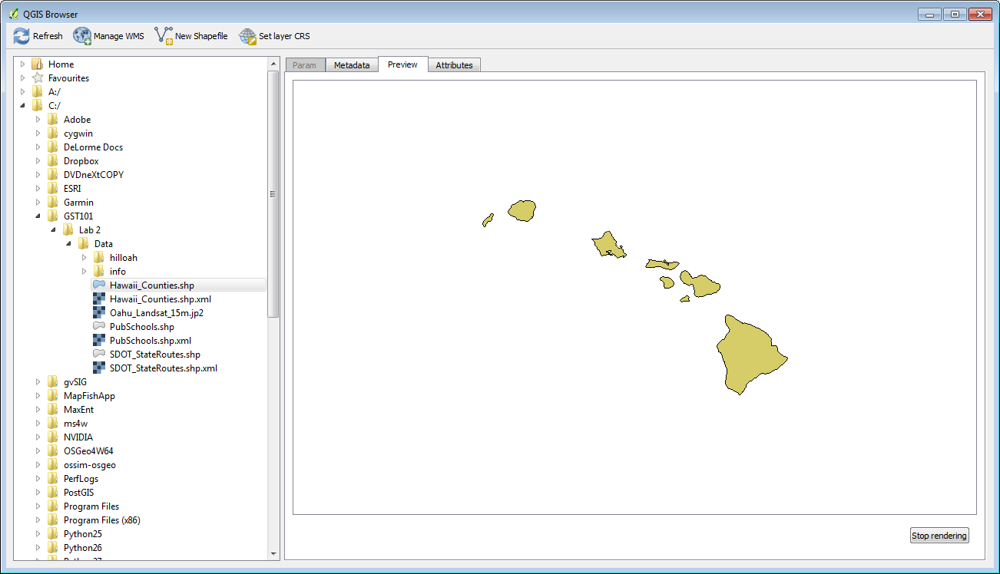 QGIS Browser
Refresh Manage WMS New Shapefile Set layer CRS
Home
Favourites
A:/
C:/
Adobe
cygwin
DeLorme Docs
Dropbox
DVDneXtCOPY
ESRI
Garmin
GST101
Lab 2
Data
hilloah
info
Hawaii_Counties.shp
Hawaii_Counties.shp.xml
Oahu_Landsat_15m.jp2
PubSchools.shp
PubSchools.shp.xml
SDOT_StateRoutes.shp
SDOT_StateRoutes.shp.xml
gvSIG
MapFishApp
MaxEnt
ms4w
NVIDIA
OSGeo4W64
ossim-osgeo
PerfLogs
PostGIS
Program Files
Program Files (x86)
Python25
Python26
Param Metadata Preview Attributes
Stop rendering